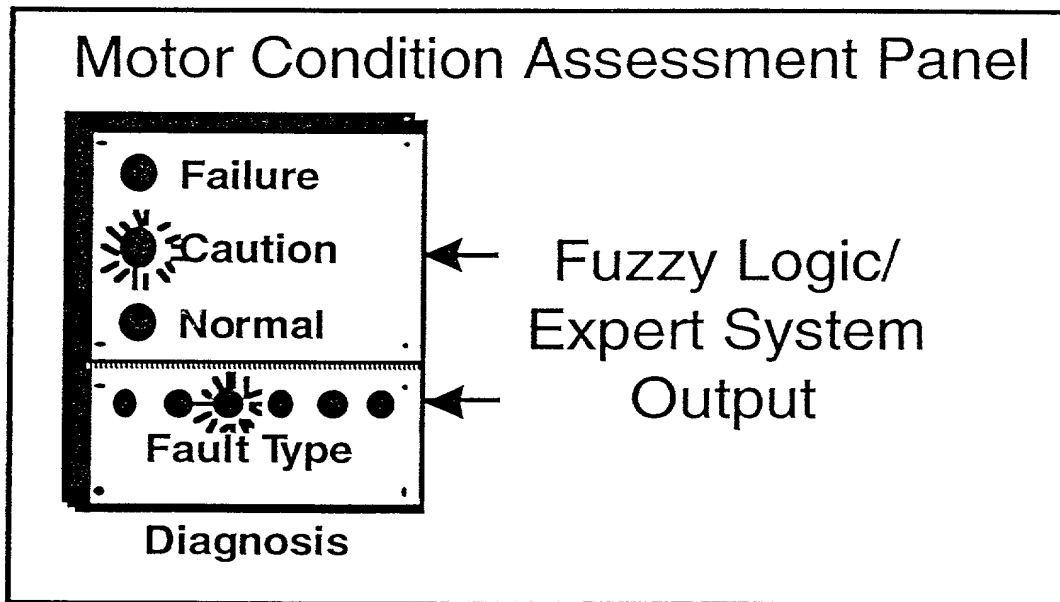 Motor Condition Assessment Panel
Failure
Caution
Normal
Fault Type
Diagnosis
Fuzzy Logic/
Expert System
Output